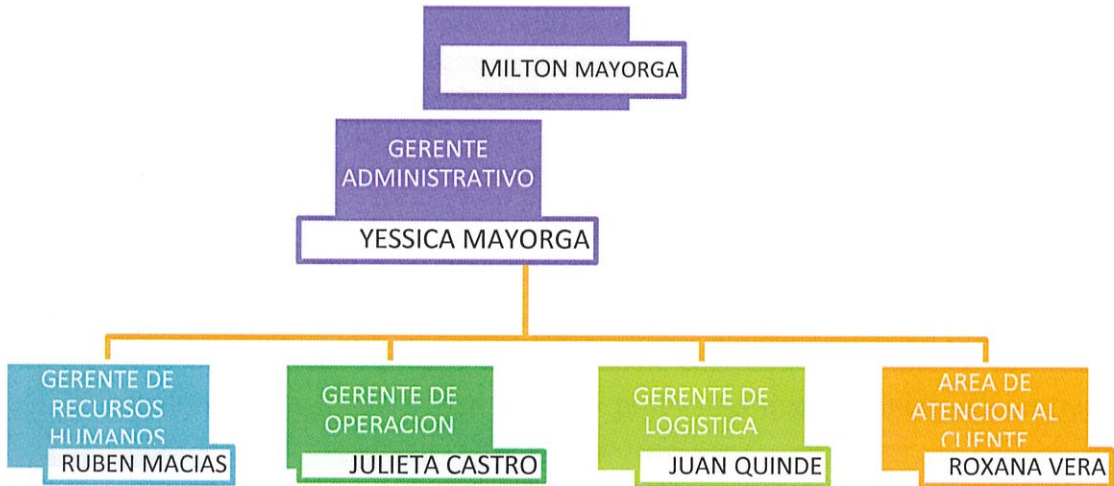 MILTON MAYORGA
GERENTE
ADMINISTRATIVO
YESSICA MAYORGA
GERENTE DE
RECURSOS
HUMANOS
RUBEN MACIAS
GERENTE DE
OPERACION
JULIETA CASTRO
GERENTE DE
LOGISTICA
JUAN QUINDE
AREA DE
ATENCION AL
CLIENTE
ROXANA VERA